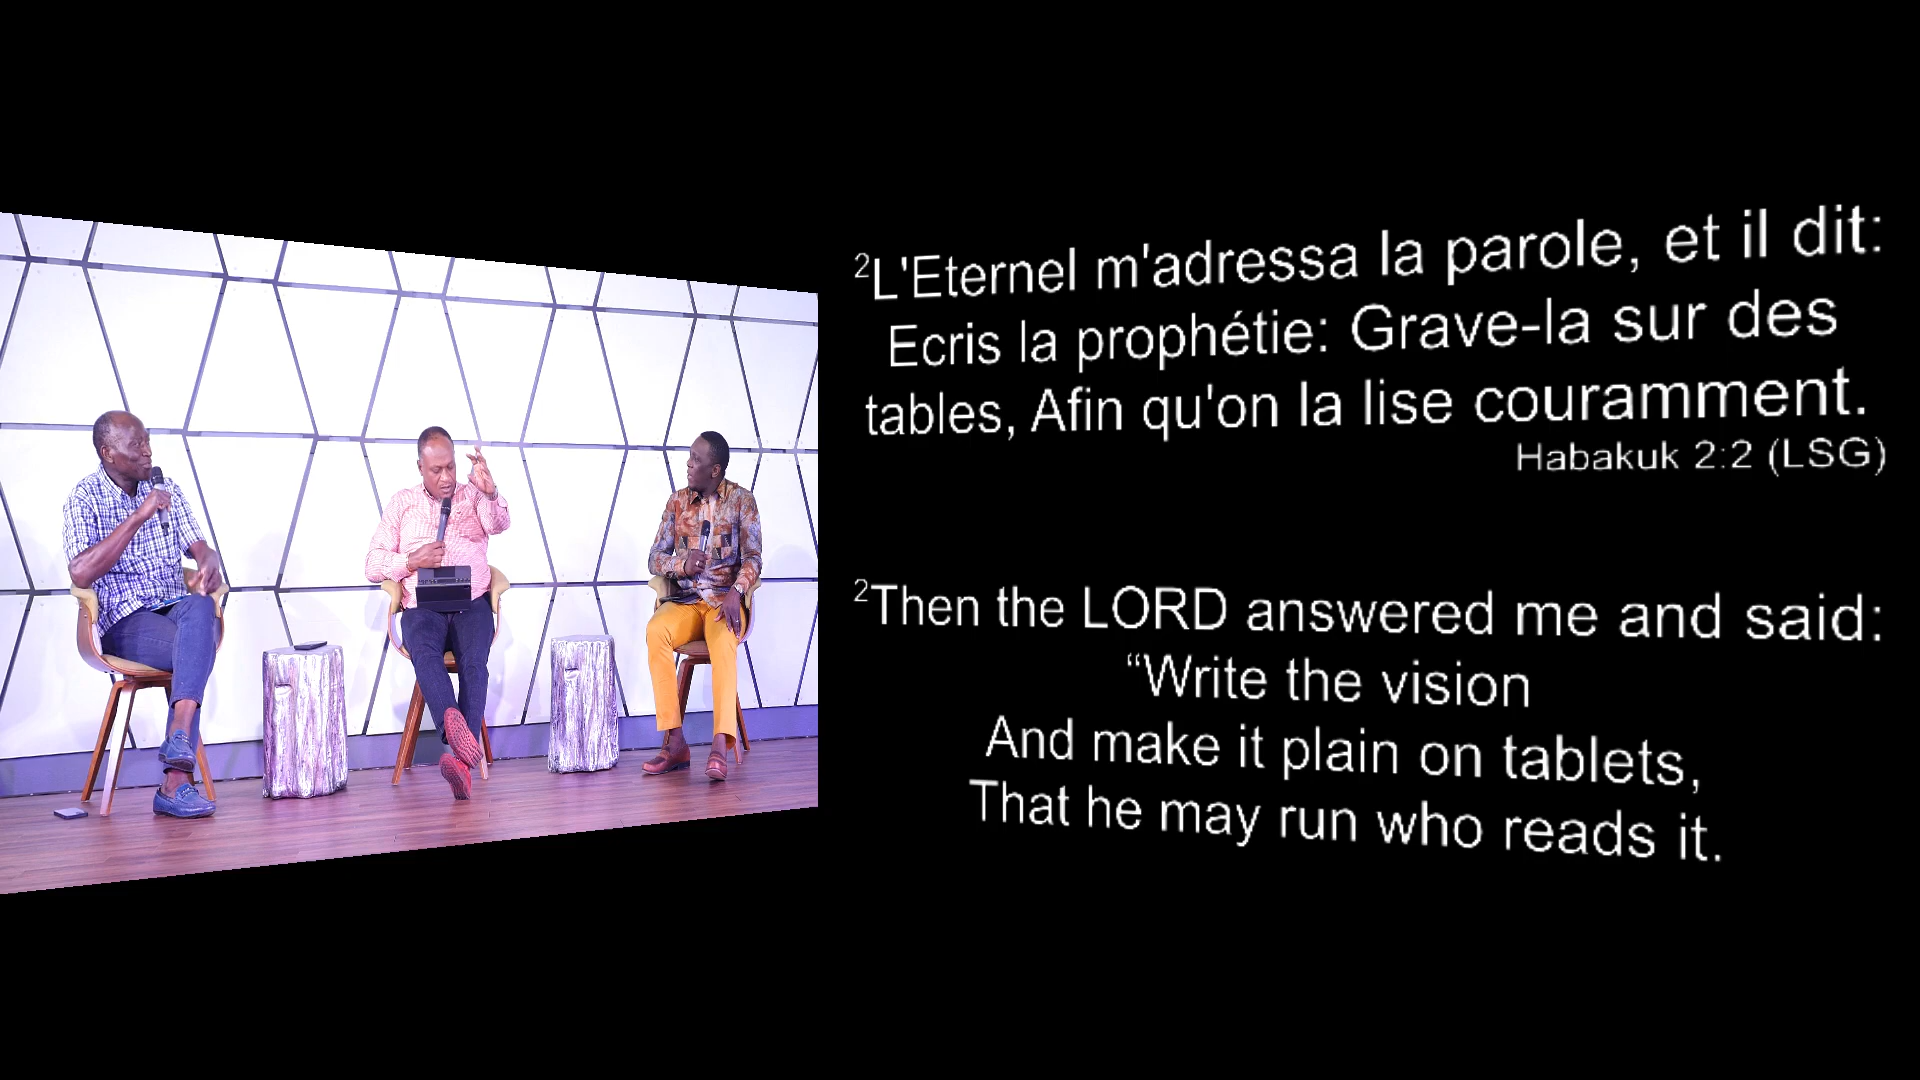 ²L'Eternel m'adressa la parole, et il dit:
Ecris la prophétie: Grave-la sur des
tables, Afin qu'on la lise couramment.
Habakuk 2:2 (LSG)
²Then the LORD answered me and said:
“Write the vision
And make it plain on tablets,
That he may run who reads it.